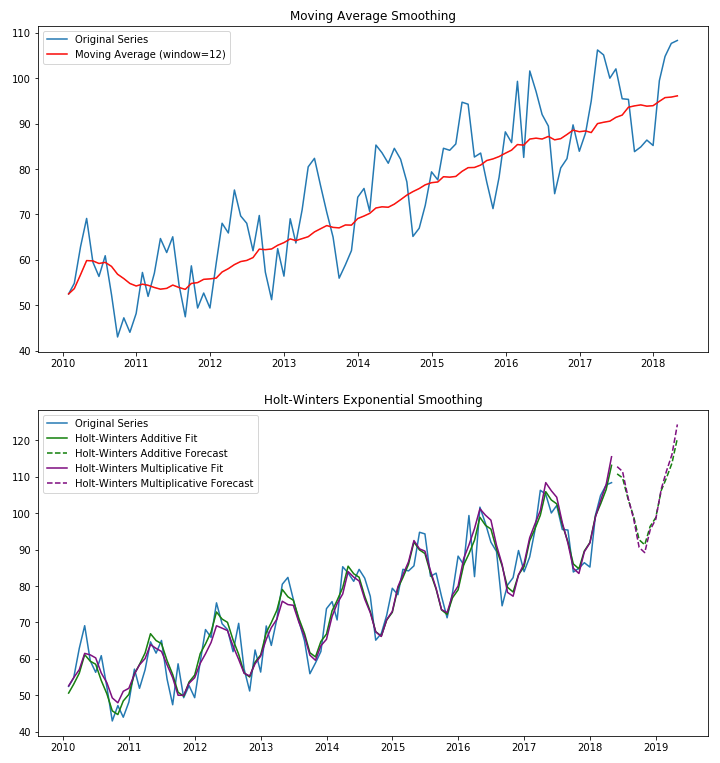 Moving Average Smoothing
Original Series
Moving Average (window=12)
110
100
90
80
70
60
50
40
2010 2011 2012 2013 2014 2015 2016 2017 2018
Holt-Winters Exponential Smoothing
Original Series
Holt-Winters Additive Fit
Holt-Winters Additive Forecast
Holt-Winters Multiplicative Fit
Holt-Winters Multiplicative Forecast
120
110
100
90
80
70
60
50
40
2010 2011 2012 2013 2014 2015 2016 2017 2018 2019